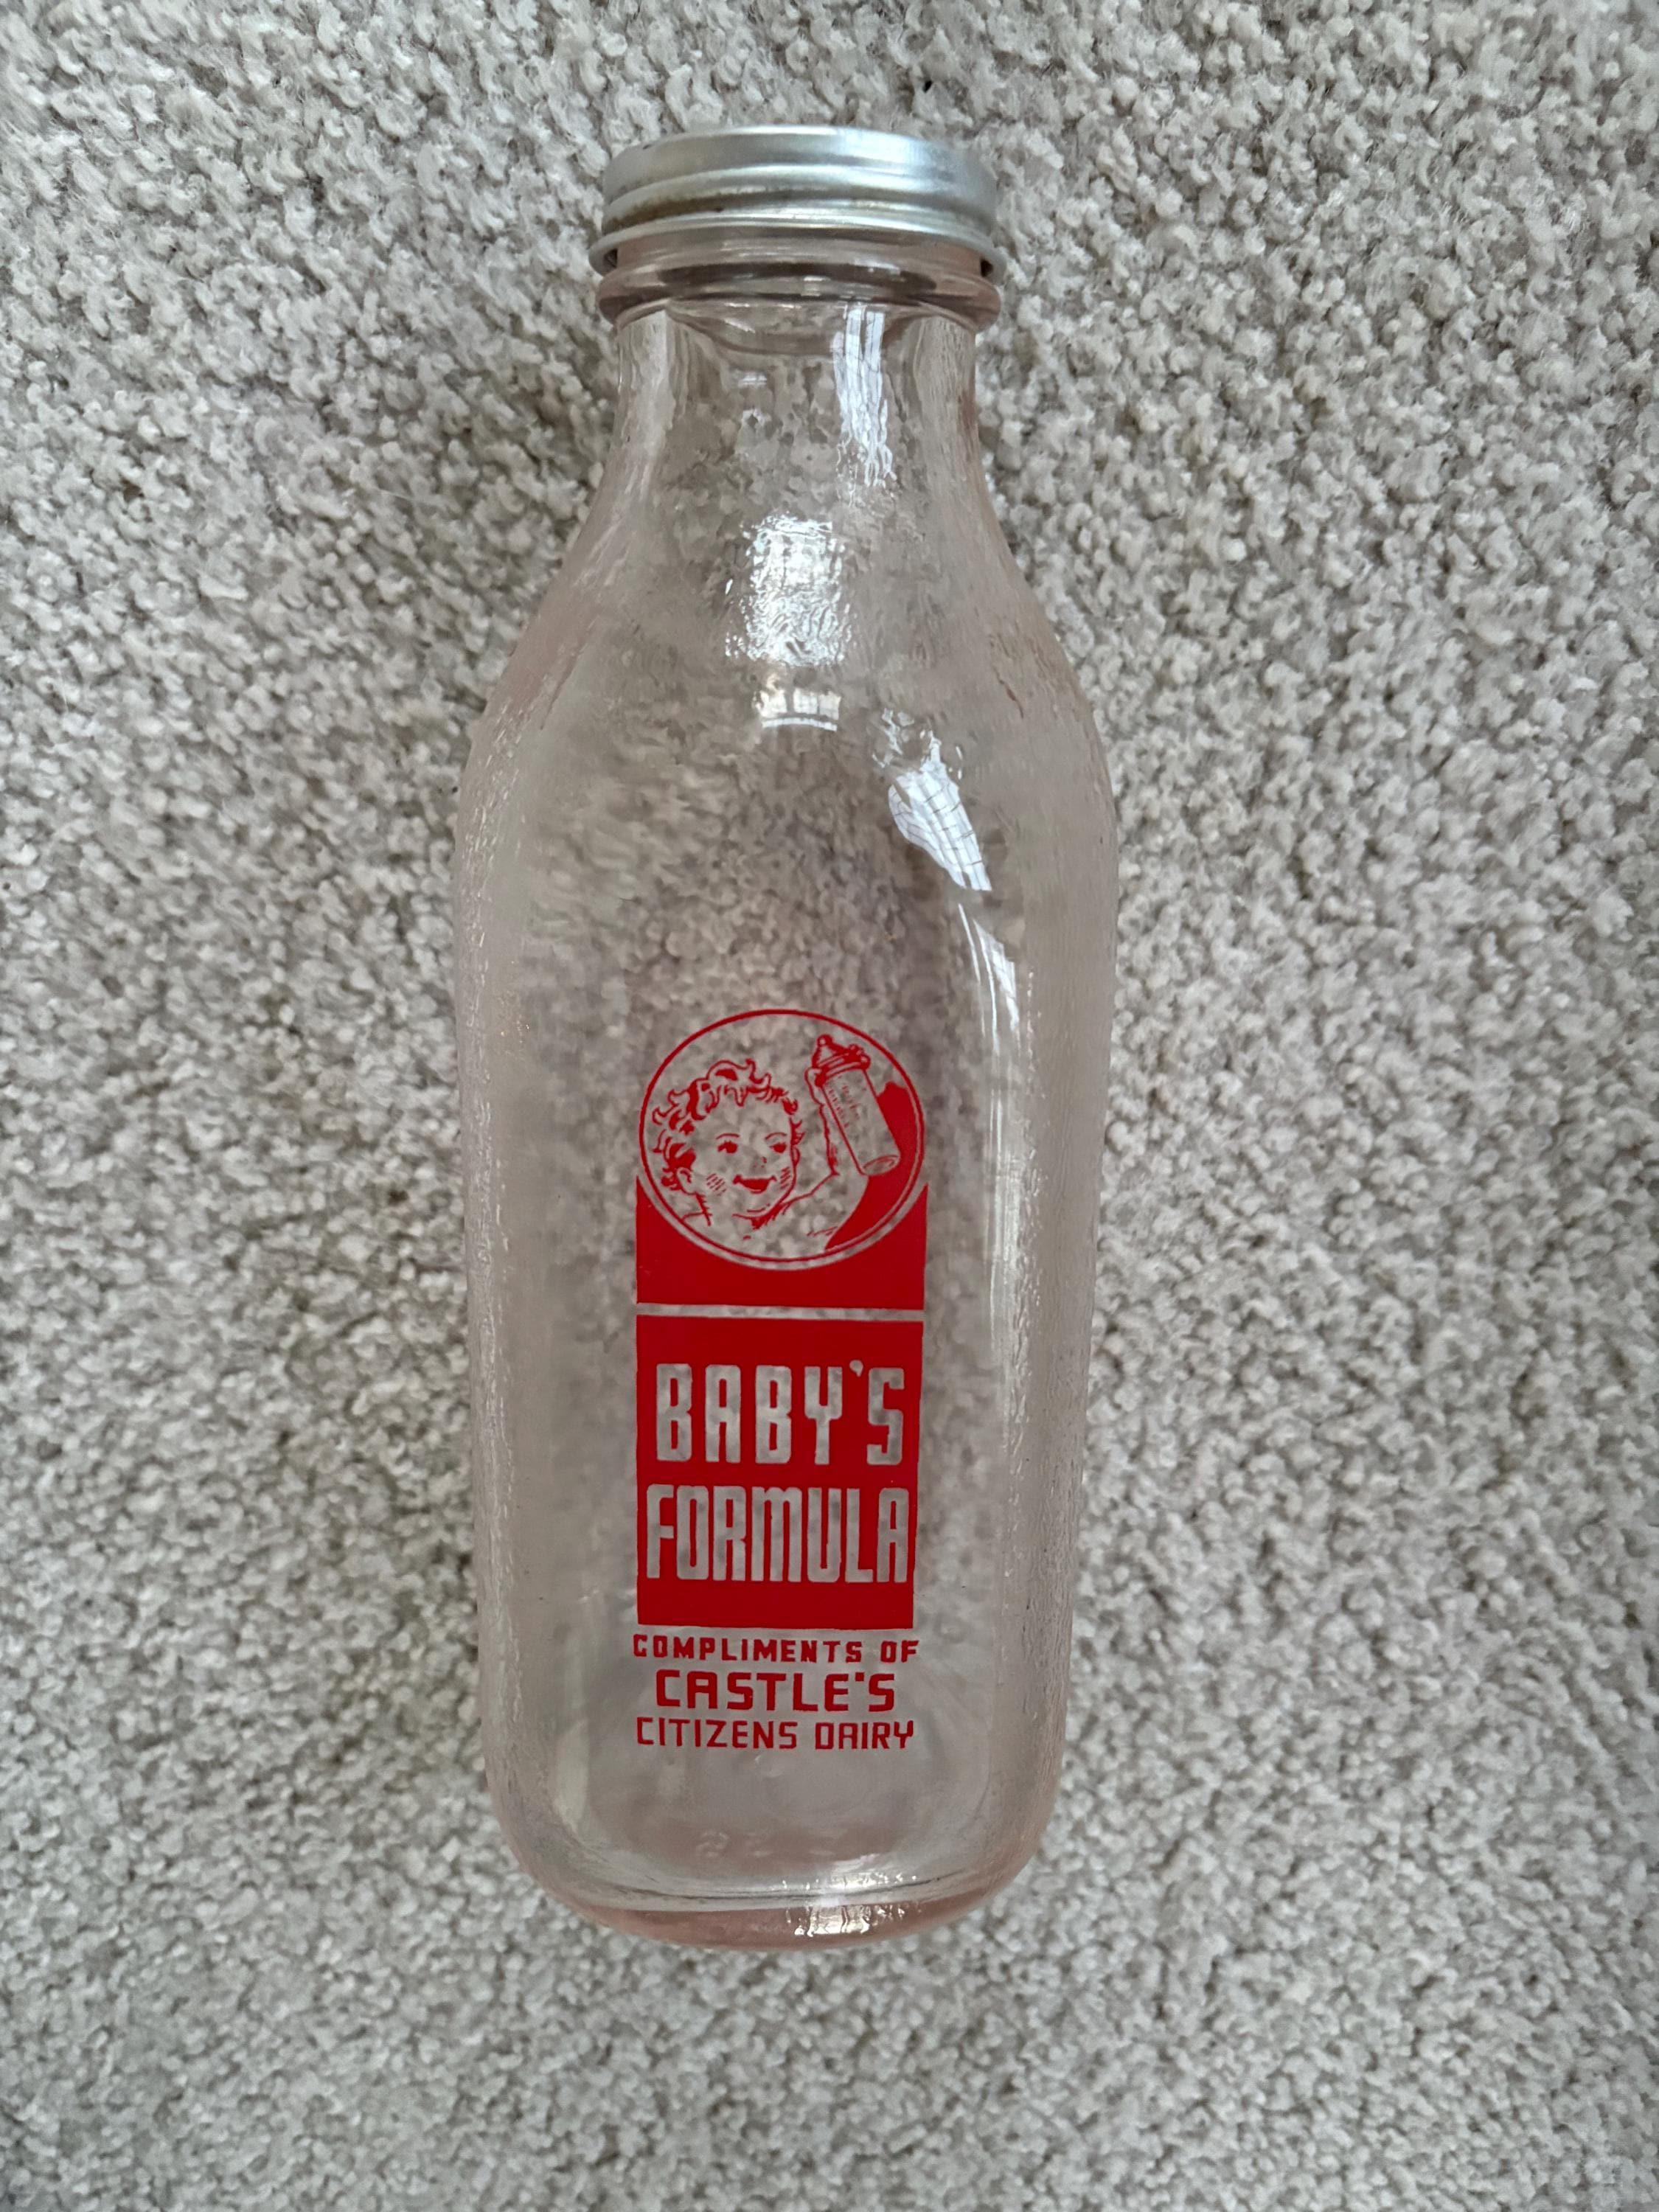 BABY'S
FORMULA
COMPLIMENTS OF
CASTLE'S
CITIZENS DAIRY